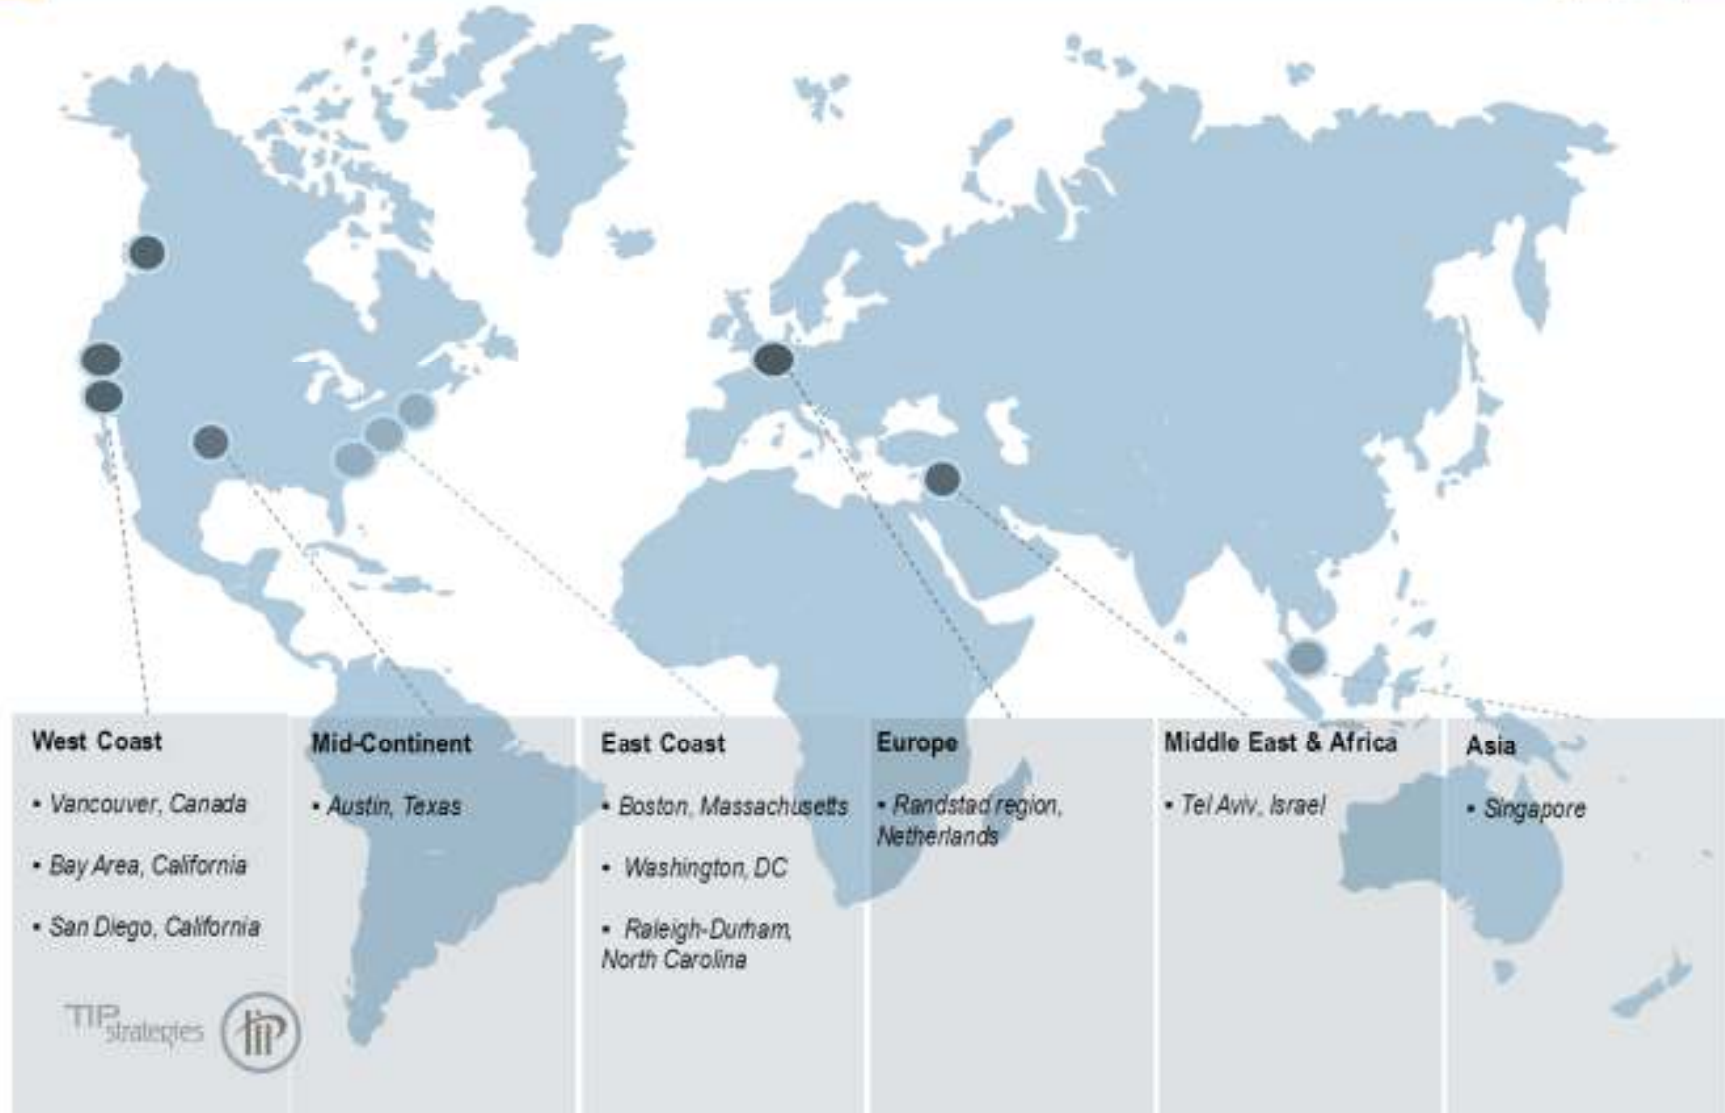 West Coast
• Vancouver, Canada
• Bay Area, California
• San Diego, California
Mid-Continent
• Austin, Texas
East Coast
• Boston, Massachusetts
• Washington, DC
• Raleigh-Durham,
North Carolina
Europe
• Randstad region,
Netherlands
Middle East & Africa
• Tel Aviv, Israel
Asia
• Singapore
TIP
strategies